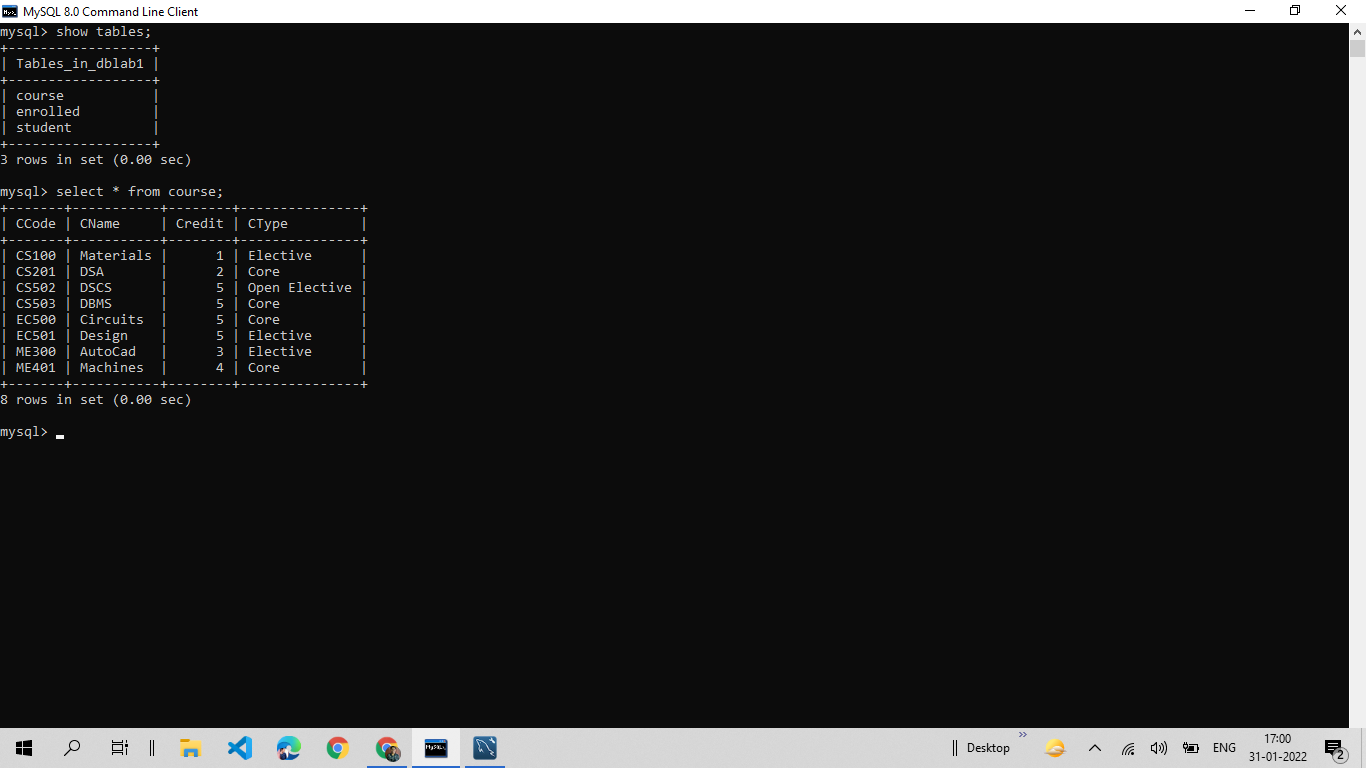 MySQL 8.0 Command Line Client
mysql> show tables;
+------------------+
| Tables_in_dblab1 |
+------------------+
| course           |
| enrolled         |
| student          |
+------------------+
3 rows in set (0.00 sec)
mysql> select * from course;
+-------+-----------+--------+---------------+
| CCode | CName     | Credit | CType         |
+-------+-----------+--------+---------------+
| CS100 | Materials |      1 | Elective      |
| CS201 | DSA       |      2 | Core          |
| CS502 | DSCS      |      5 | Open Elective |
| CS503 | DBMS      |      5 | Core          |
| EC500 | Circuits  |      5 | Core          |
| EC501 | Design    |      5 | Elective      |
| ME300 | AutoCad   |      3 | Elective      |
| ME401 | Machines  |      4 | Core          |
+-------+-----------+--------+---------------+
8 rows in set (0.00 sec)
mysql>
Desktop
ENG
17:00
31-01-2022
2